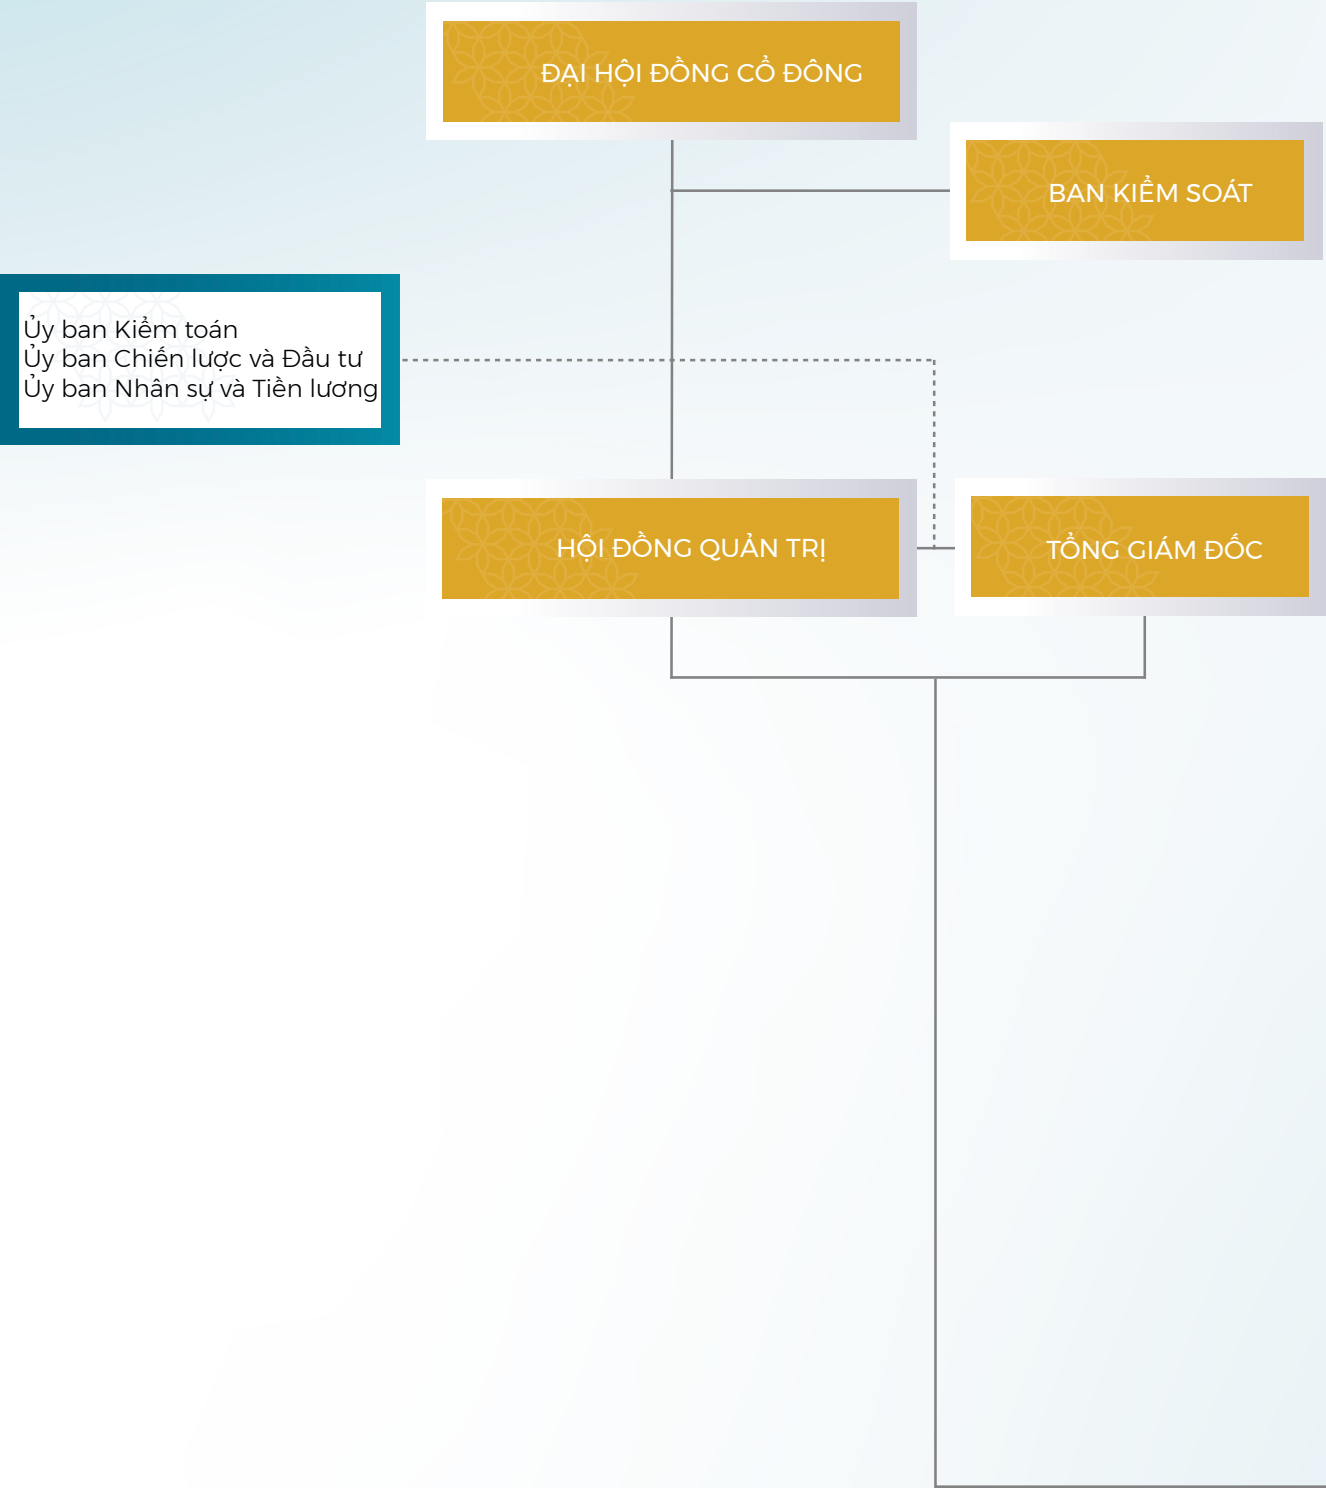 ĐẠI HỘI ĐỒNG CỔ ĐÔNG
BAN KIỂM SOÁT
Ủy ban Kiểm toán
Ủy ban Chiến lược và Đầu tư
Ủy ban Nhân sự và Tiền lương
HỘI ĐỒNG QUẢN TRỊ
TỔNG GIÁM ĐỐC